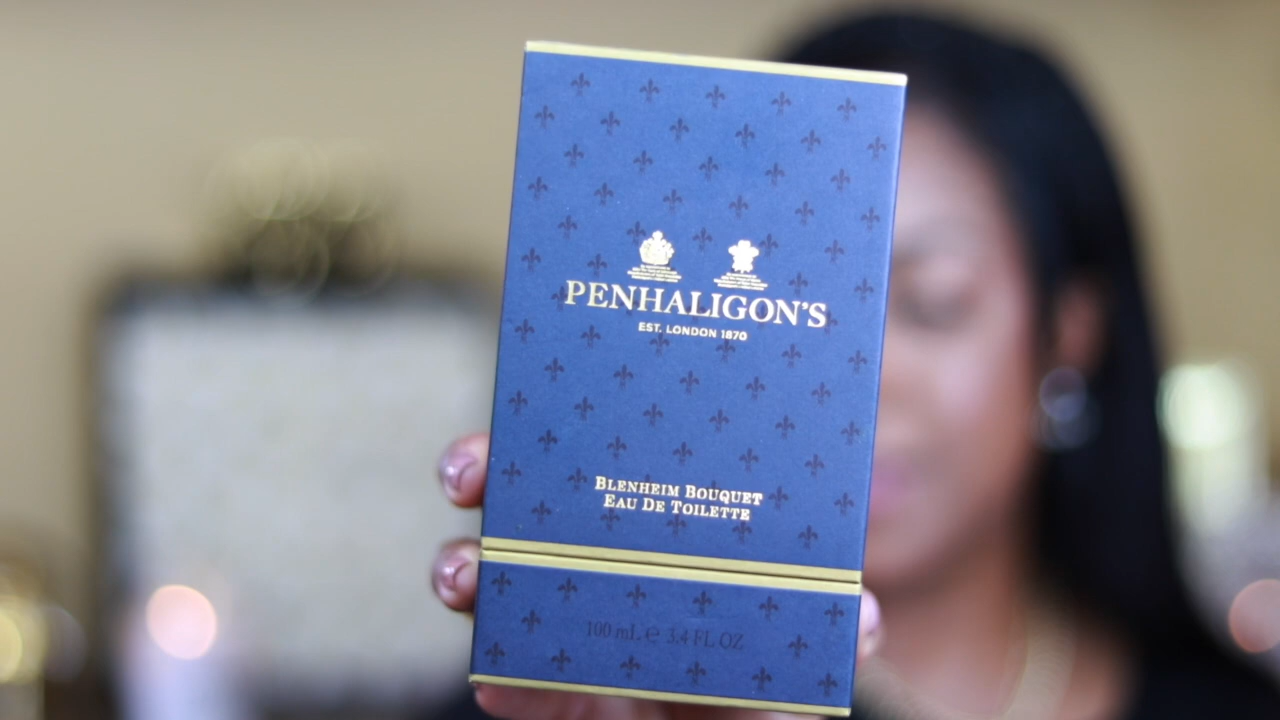 PENHALIGON'S
EST. LONDON 1870
BLENHEIM BOUQUET
EAU DE TOILETTE
100 mL ℮ 3.4 FL OZ